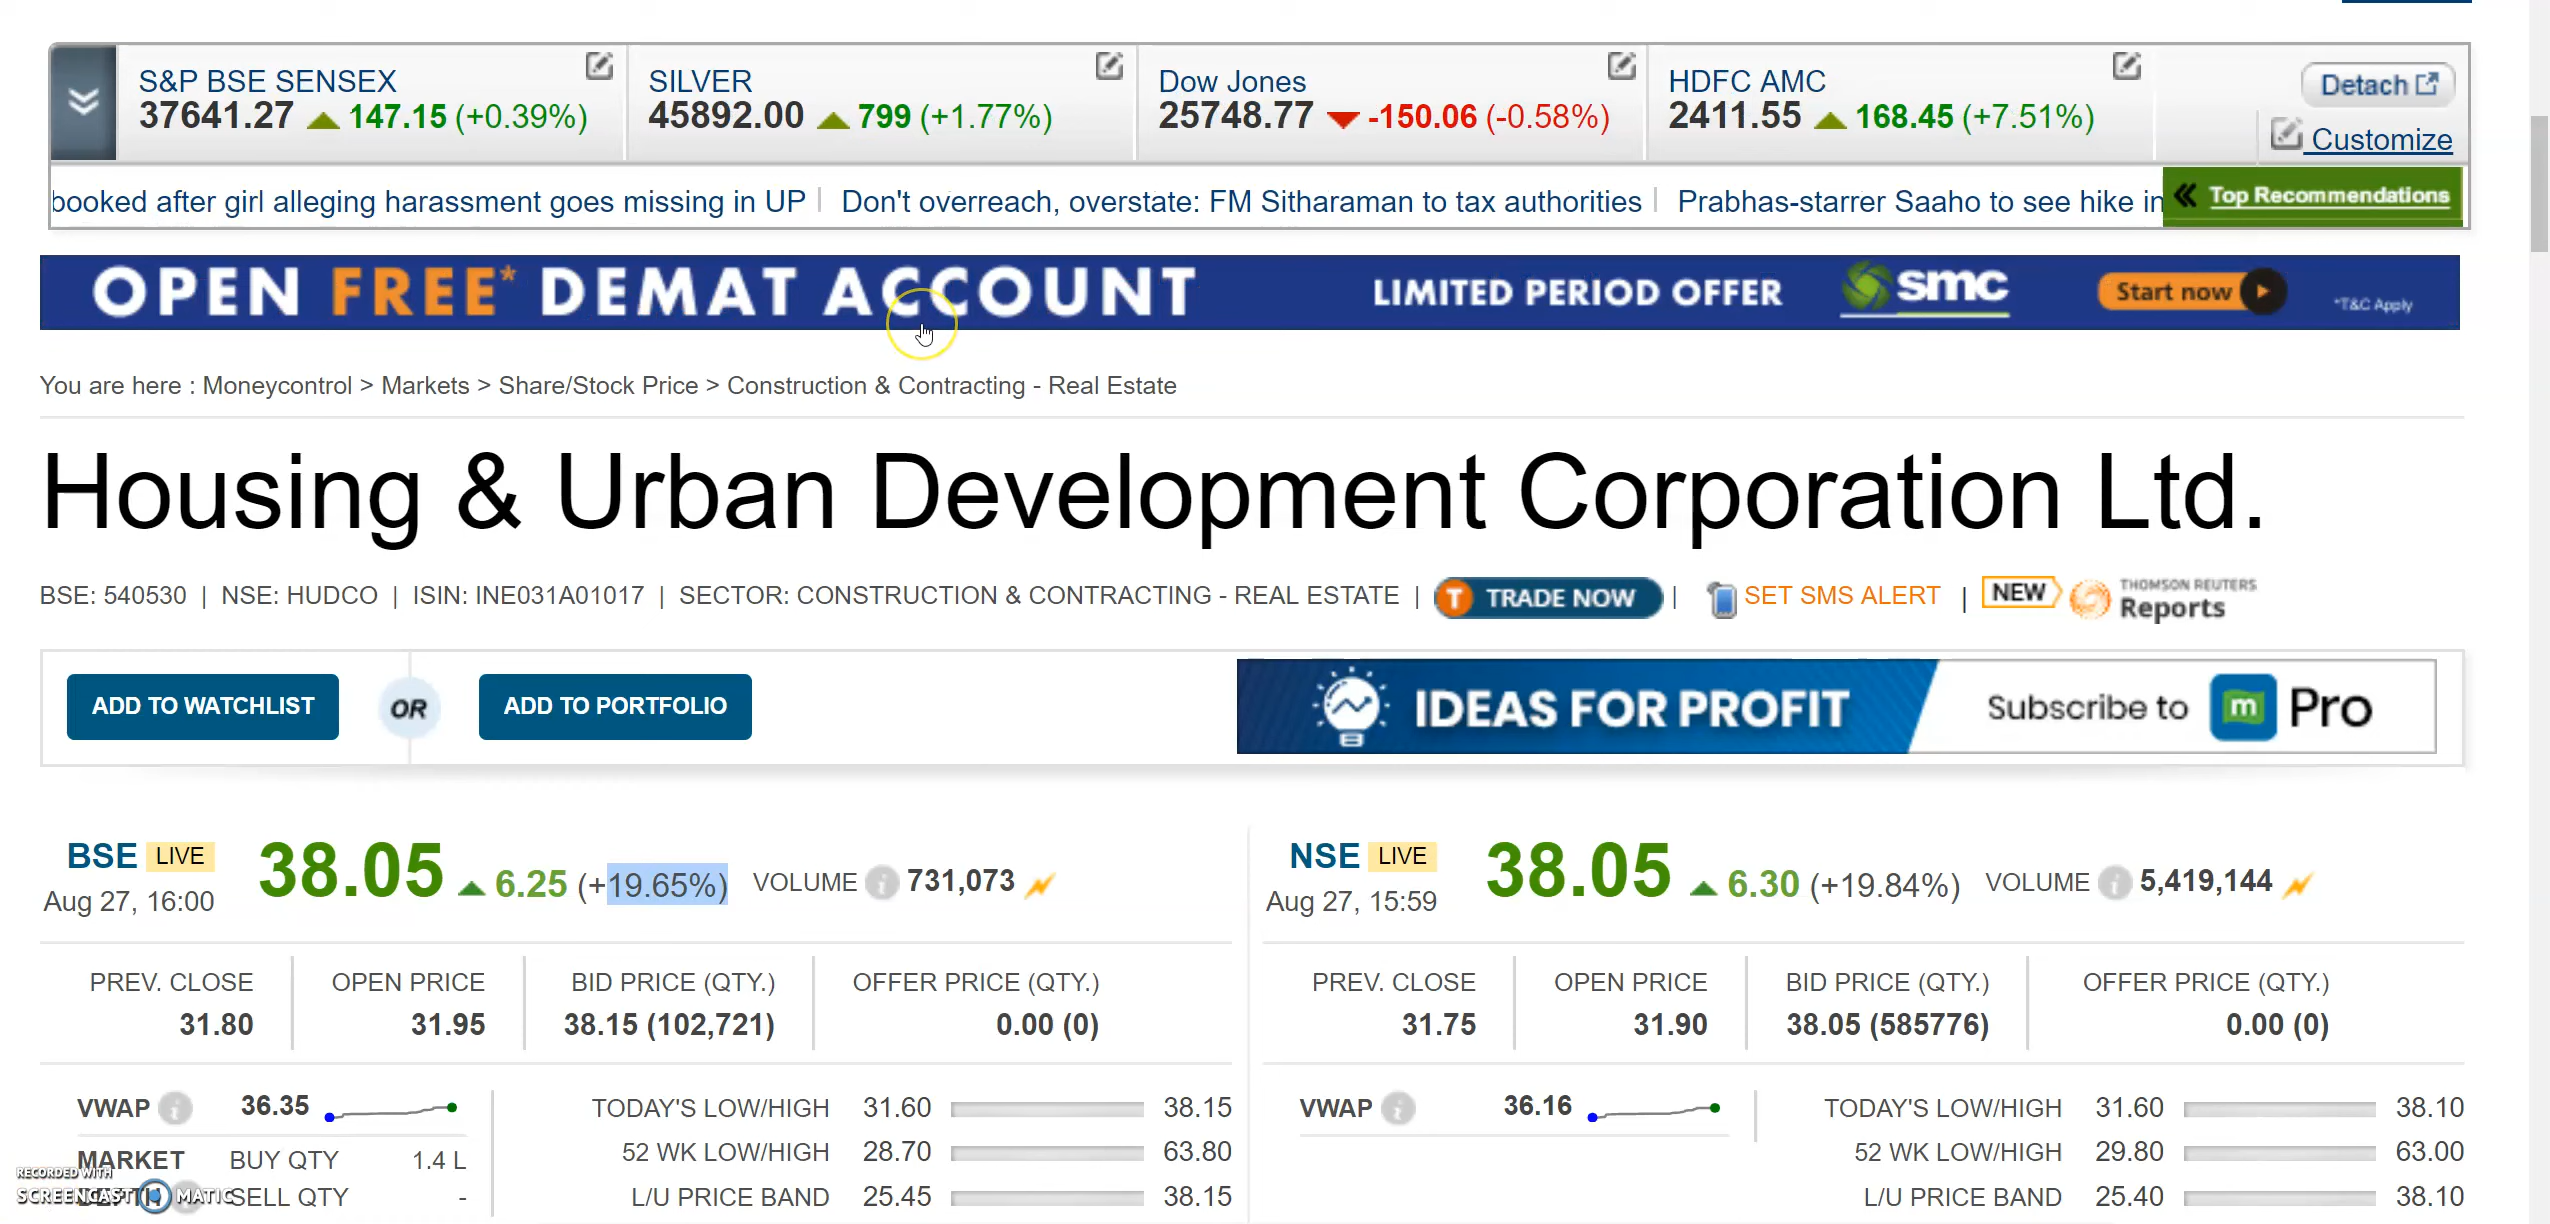 S&P BSE SENSEX
37641.27 147.15 (+0.39%)
SILVER
45892.00 799 (+1.77%)
Dow Jones
25748.77 -150.06 (-0.58%)
HDFC AMC
2411.55 168.45 (+7.51%)
Detach
Customize
booked after girl alleging harassment goes missing in UP | Don't overreach, overstate: FM Sitharaman to tax authorities | Prabhas-starrer Saaho to see hike in
Top Recommendations
OPEN FREE* DEMAT ACCOUNT LIMITED PERIOD OFFER smc Start now *T&C Apply
You are here : Moneycontrol > Markets > Share/Stock Price > Construction & Contracting - Real Estate
Housing & Urban Development Corporation Ltd.
BSE: 540530 | NSE: HUDCO | ISIN: INE031A01017 | SECTOR: CONSTRUCTION & CONTRACTING - REAL ESTATE | T TRADE NOW | SET SMS ALERT | NEW THOMSON REUTERS
Reports
ADD TO WATCHLIST OR ADD TO PORTFOLIO
IDEAS FOR PROFIT Subscribe to m Pro
BSE LIVE 38.05 6.25 (+19.65%) VOLUME 731,073
Aug 27, 16:00
PREV. CLOSE OPEN PRICE BID PRICE (QTY.) OFFER PRICE (QTY.)
31.80 31.95 38.15 (102,721) 0.00 (0)
VWAP 36.35
MARKET BUY QTY 1.4 L
DEPTH SELL QTY -
TODAY'S LOW/HIGH 31.60 38.15
52 WK LOW/HIGH 28.70 63.80
L/U PRICE BAND 25.45 38.15
NSE LIVE 38.05 6.30 (+19.84%) VOLUME 5,419,144
Aug 27, 15:59
PREV. CLOSE OPEN PRICE BID PRICE (QTY.) OFFER PRICE (QTY.)
31.75 31.90 38.05 (585776) 0.00 (0)
VWAP 36.16
TODAY'S LOW/HIGH 31.60 38.10
52 WK LOW/HIGH 29.80 63.00
L/U PRICE BAND 25.40 38.10
RECORDED WITH
SCREENCAST MATIC